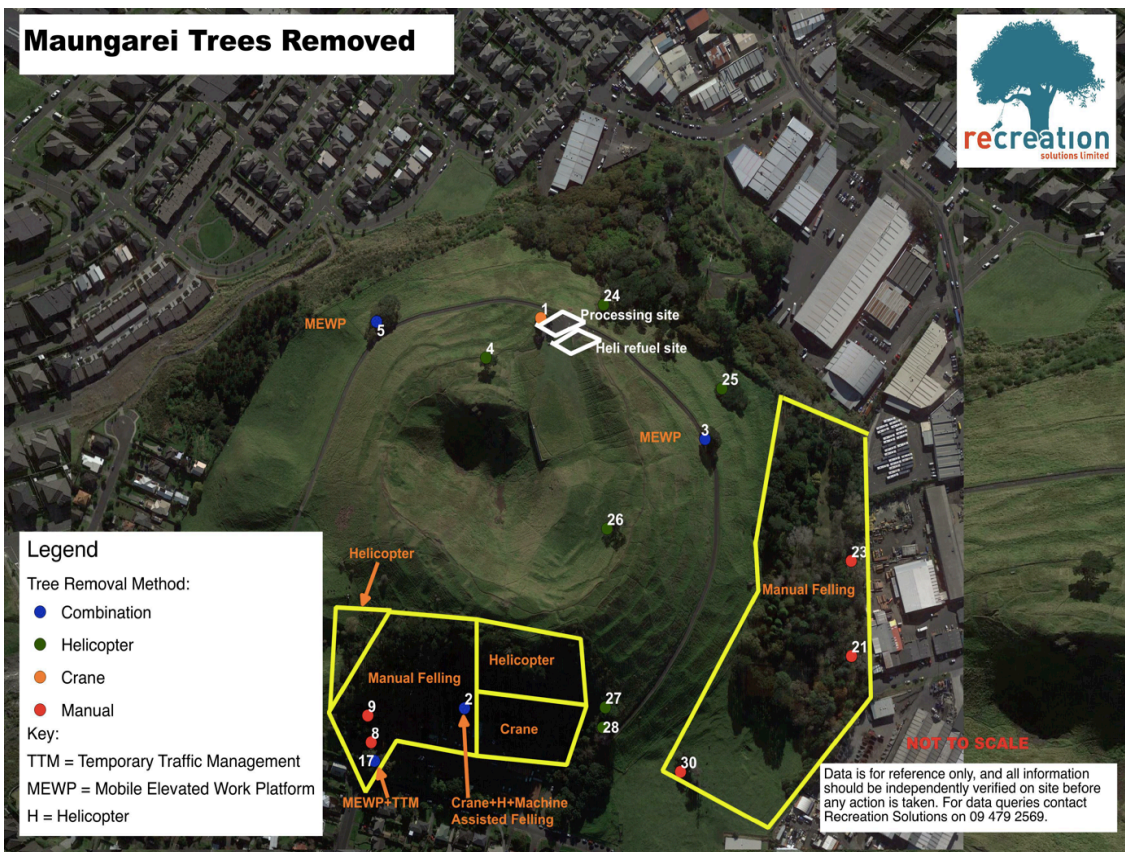 Maungarei Trees Removed
recreation
solutions limited
24
1
Processing site
MEWP
5
Heli refuel site
4
25
3
MEWP
26
23
Manual Felling
21
Helicopter
Helicopter
Manual Felling
2
9
Crane
27
28
8
17
30
MEWP+TTM
Crane+H+Machine
Assisted Felling
Legend
Tree Removal Method:
Combination
Helicopter
Crane
Manual
Key:
TTM = Temporary Traffic Management
MEWP = Mobile Elevated Work Platform
H = Helicopter
NOT TO SCALE
Data is for reference only, and all information
should be independently verified on site before
any action is taken. For data queries contact
Recreation Solutions on 09 479 2569.